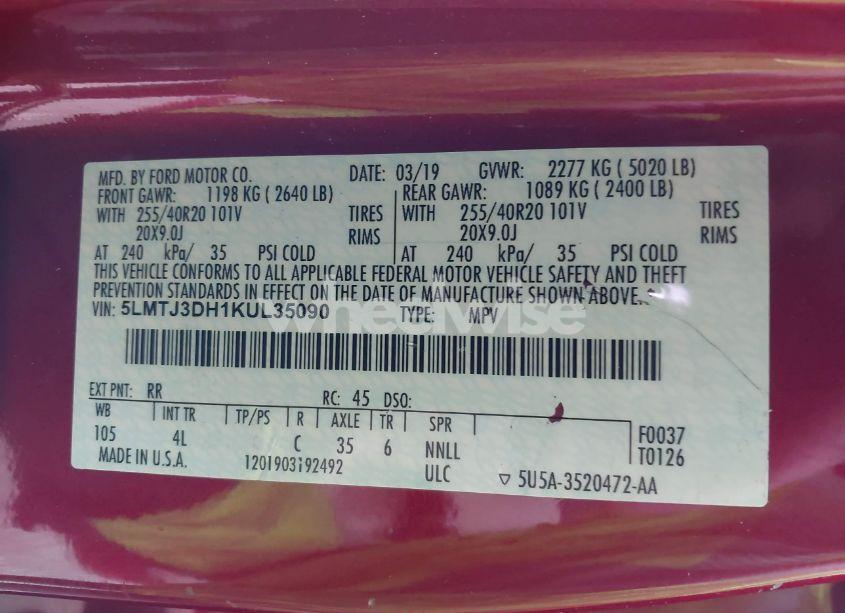 MFD. BY FORD MOTOR CO. DATE: 03/19 GVWR: 2277 KG ( 5020 LB)
FRONT GAWR: 1198 KG ( 2640 LB) REAR GAWR: 1089 KG ( 2400 LB)
WITH 255/40R20 101V TIRES WITH 255/40R20 101V TIRES
20X9.0J RIMS 20X9.0J RIMS
AT 240 kPa/ 35 PSI COLD AT 240 kPa/ 35 PSI COLD
THIS VEHICLE CONFORMS TO ALL APPLICABLE FEDERAL MOTOR VEHICLE SAFETY AND THEFT
PREVENTION STANDARDS IN EFFECT ON THE DATE OF MANUFACTURE SHOWN ABOVE.
VIN: 5LMTJ3DH1KUL35090 TYPE: MPV
wheelwise
EXT PNT: RR RC: 45 DSO:
WB INT TR TP/PS R AXLE TR SPR
105 4L C 35 6 NNLL F0037
MADE IN U.S.A. 1201903192492 ULC T0126
▽ 5U5A-3520472-AA